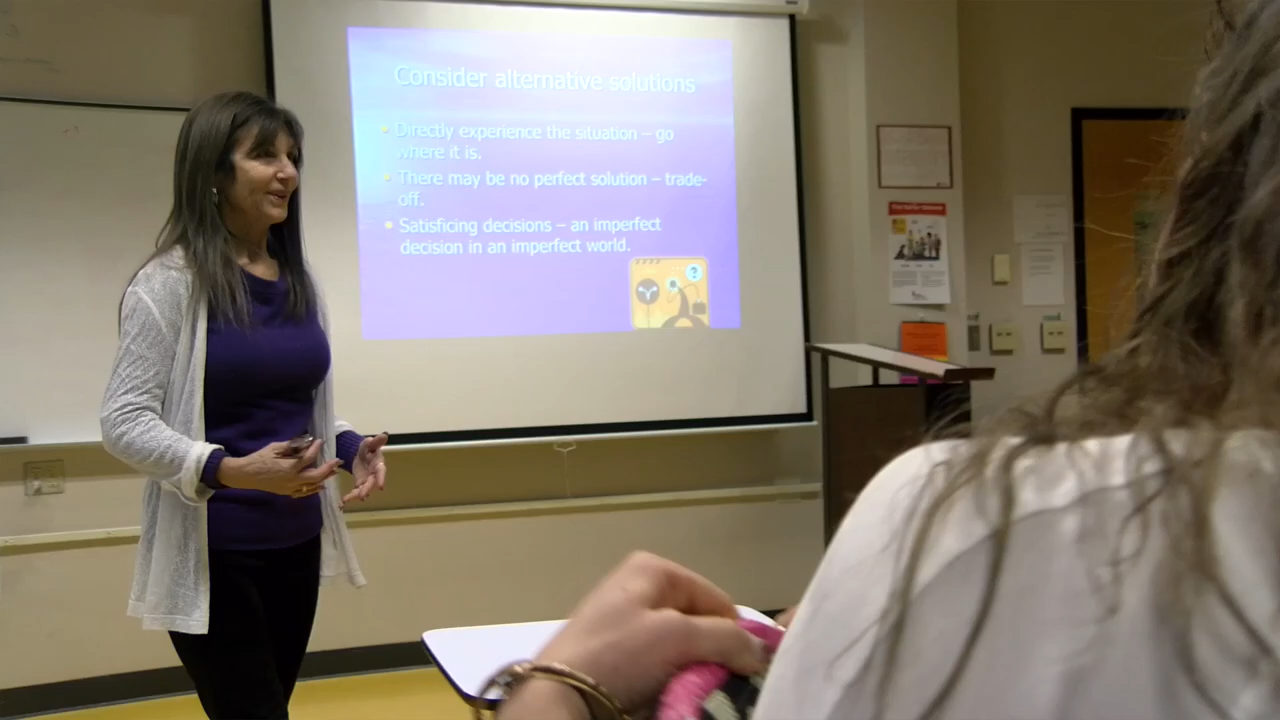 Consider alternative solutions
Directly experience the situation – go
where it is.
There may be no perfect solution – trade-
off.
Satisficing decisions – an imperfect
decision in an imperfect world.
?